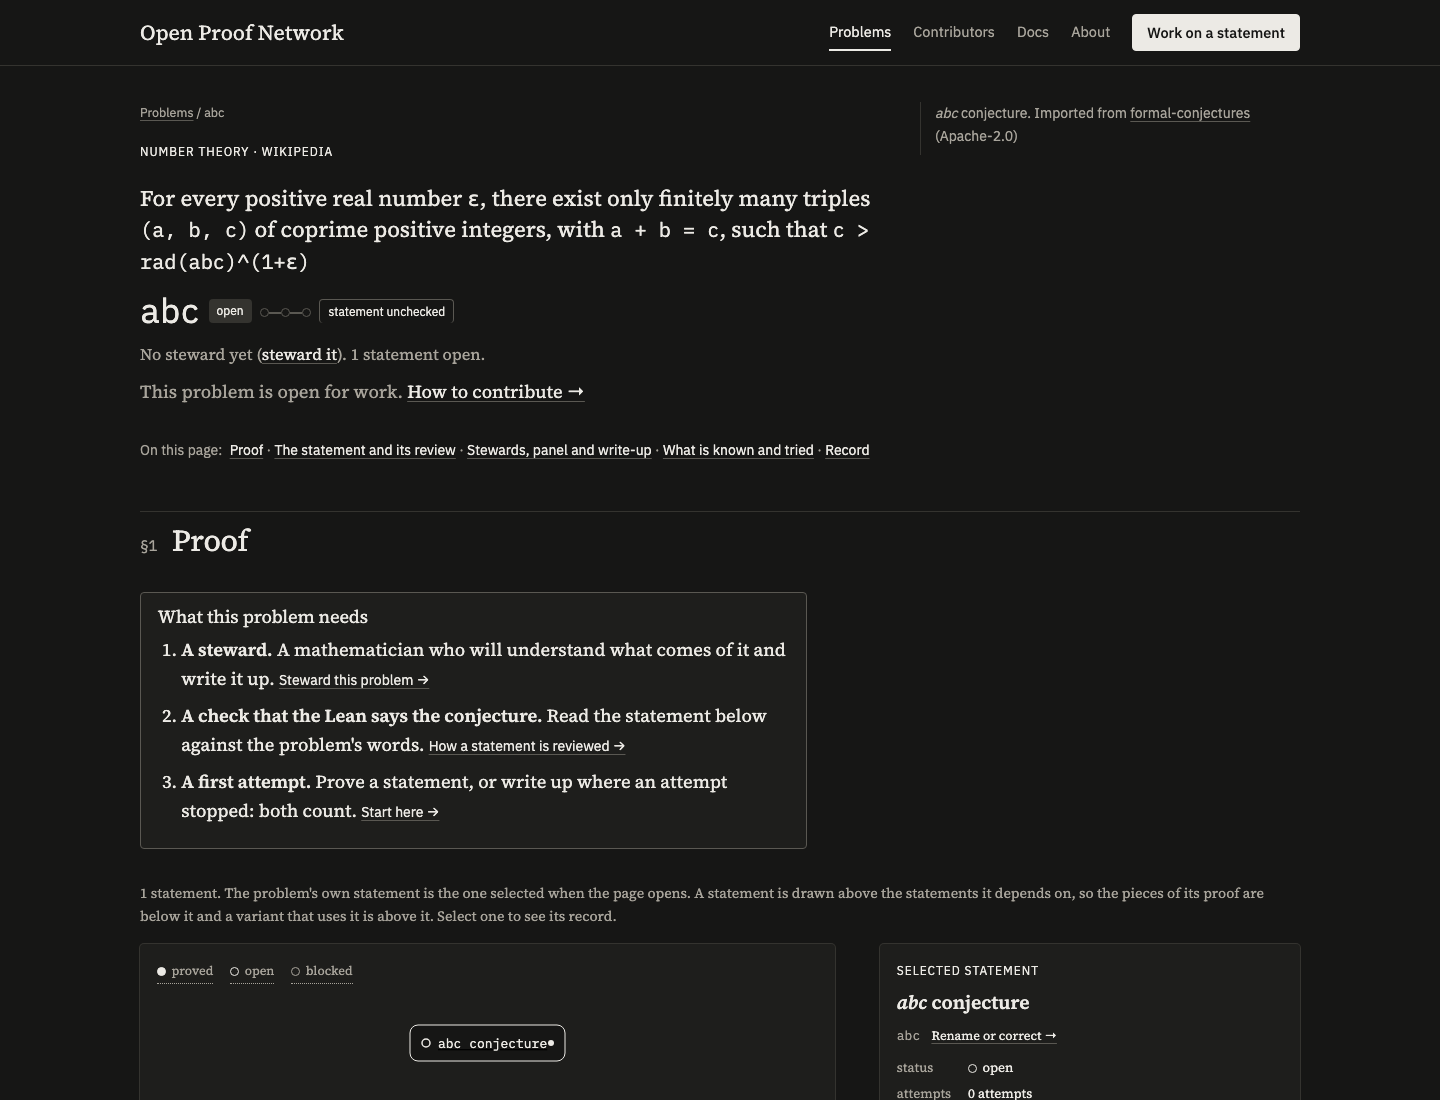 Open Proof Network
Problems Contributors Docs About Work on a statement
Problems / abc
abc conjecture. Imported from formal-conjectures
(Apache-2.0)
NUMBER THEORY · WIKIPEDIA
For every positive real number ε, there exist only finitely many triples
(a, b, c) of coprime positive integers, with a + b = c, such that c >
rad(abc)^(1+ε)
abc open statement unchecked
No steward yet (steward it). 1 statement open.
This problem is open for work. How to contribute →
On this page: Proof · The statement and its review · Stewards, panel and write-up · What is known and tried · Record
§1 Proof
What this problem needs
1. A steward. A mathematician who will understand what comes of it and
write it up. Steward this problem →
2. A check that the Lean says the conjecture. Read the statement below
against the problem's words. How a statement is reviewed →
3. A first attempt. Prove a statement, or write up where an attempt
stopped: both count. Start here →
1 statement. The problem's own statement is the one selected when the page opens. A statement is drawn above the statements it depends on, so the pieces of its proof are
below it and a variant that uses it is above it. Select one to see its record.
proved open blocked
abc conjecture
SELECTED STATEMENT
abc conjecture
abc Rename or correct →
status open
attempts 0 attempts